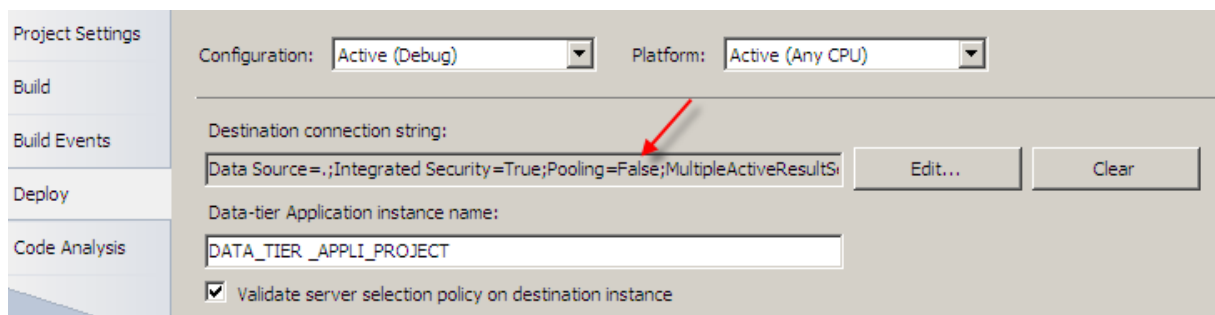 Project Settings
Build
Build Events
Deploy
Code Analysis
Configuration: Active (Debug) Platform: Active (Any CPU)
Destination connection string:
Data Source=.;Integrated Security=True;Pooling=False;MultipleActiveResultS Edit... Clear
Data-tier Application instance name:
DATA_TIER _APPLI_PROJECT
Validate server selection policy on destination instance